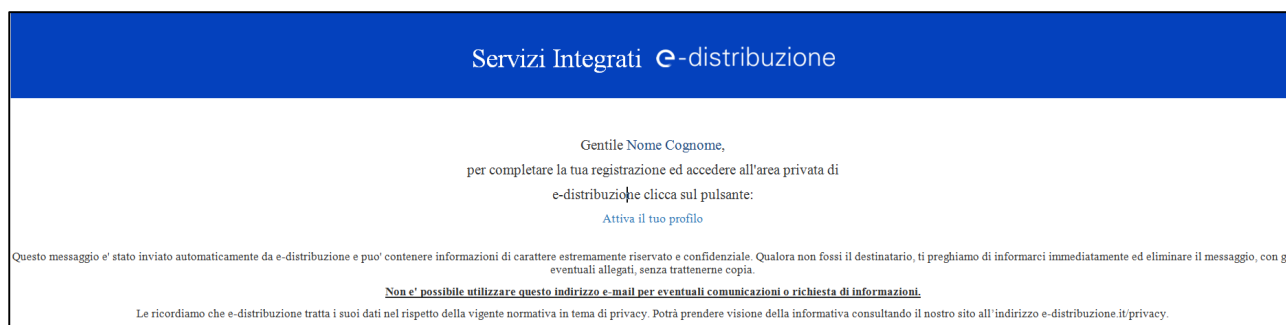 Servizi Integrati e-distribuzione
Gentile Nome Cognome,
per completare la tua registrazione ed accedere all'area privata di
e-distribuzione clicca sul pulsante:
Attiva il tuo profilo
Questo messaggio e' stato inviato automaticamente da e-distribuzione e puo' contenere informazioni di carattere estremamente riservato e confidenziale. Qualora non fossi il destinatario, ti preghiamo di informarci immediatamente ed eliminare il messaggio, con
eventuali allegati, senza trattenerne copia.
Non e' possibile utilizzare questo indirizzo e-mail per eventuali comunicazioni o richiesta di informazioni.
Le ricordiamo che e-distribuzione tratta i suoi dati nel rispetto della vigente normativa in tema di privacy. Potrà prendere visione della informativa consultando il nostro sito all'indirizzo e-distribuzione.it/privacy.